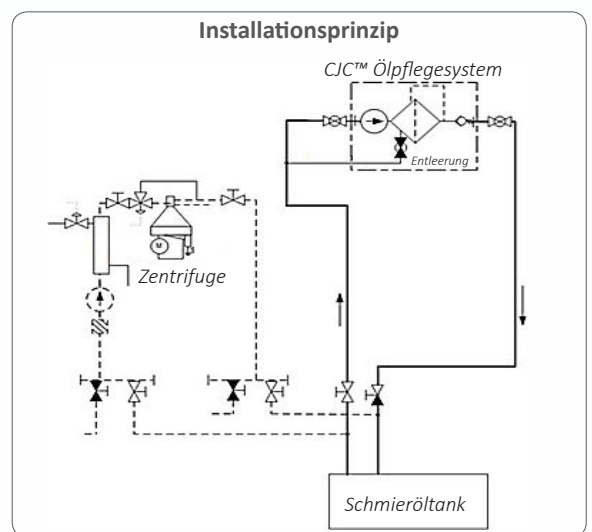 Installationsprinzip
CJC™ Ölpflegesystem
Entleerung
M
Zentrifuge
Schmieröltank